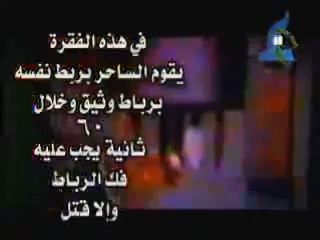 في هذه الفقرة
يقوم الساحر بربط نفسه
برباط وثيق وخلال
٦٠
ثانية يجب عليه
فك الرباط
وإلا قتل